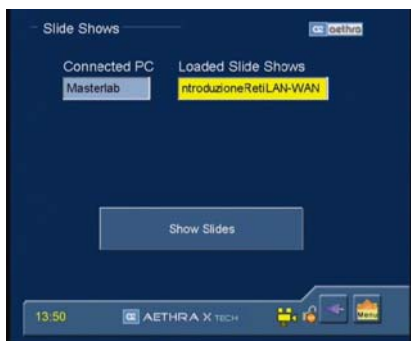 Slide Shows
aethra
Connected PC
Loaded Slide Shows
Masterlab
ntroduzioneRetiLAN-WAN
Show Slides
13:50
AETHRA X TECH
Menu